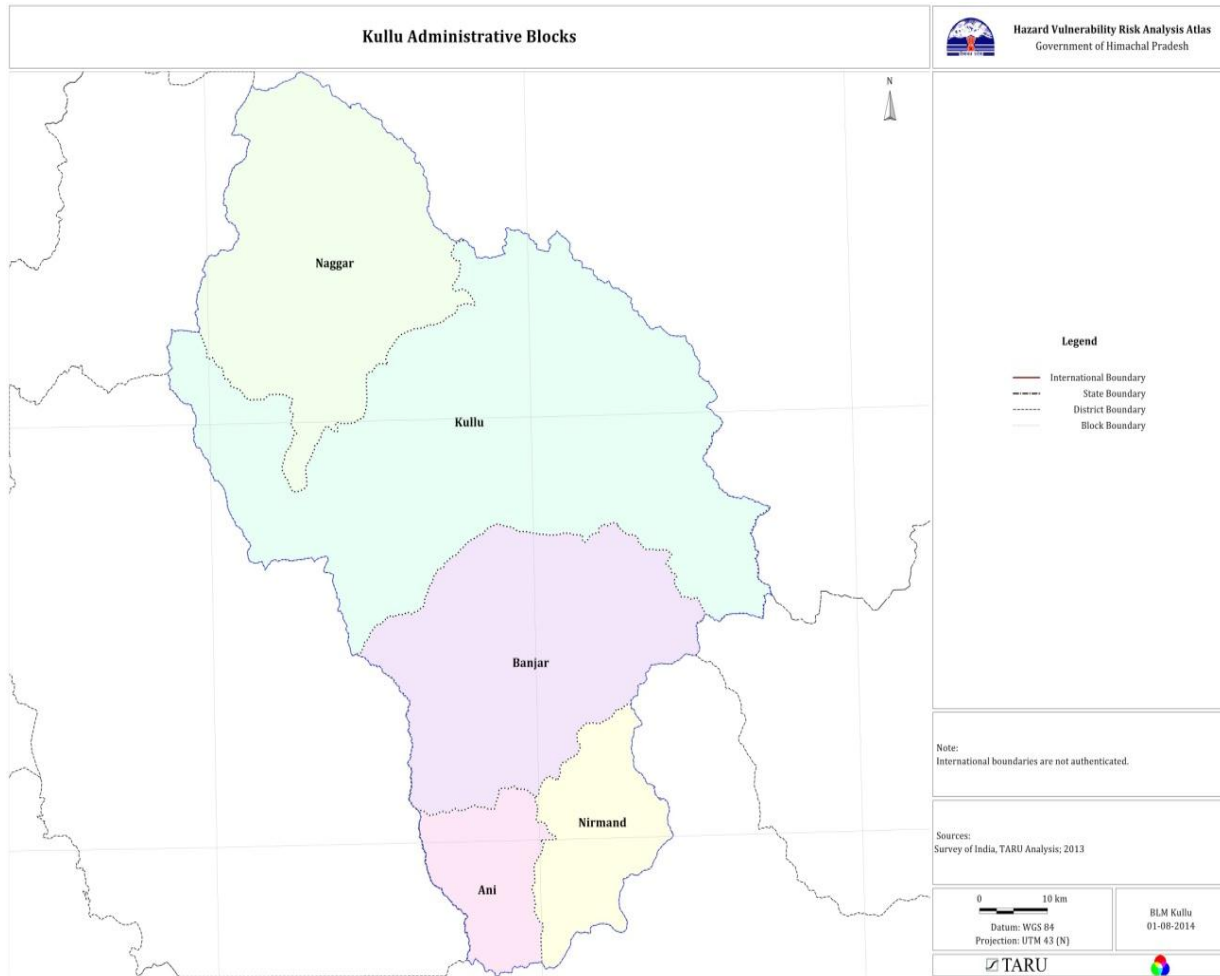 Kullu Administrative Blocks
Hazard Vulnerability Risk Analysis Atlas
Government of Himachal Pradesh
N
Naggar
Kullu
Banjar
Nirmand
Ani
Legend
International Boundary
State Boundary
District Boundary
Block Boundary
Note:
International boundaries are not authenticated.
Sources:
Survey of India, TARU Analysis; 2013
0 10 km
Datum: WGS 84
Projection: UTM 43 (N)
BLM Kullu
01-08-2014
TARU